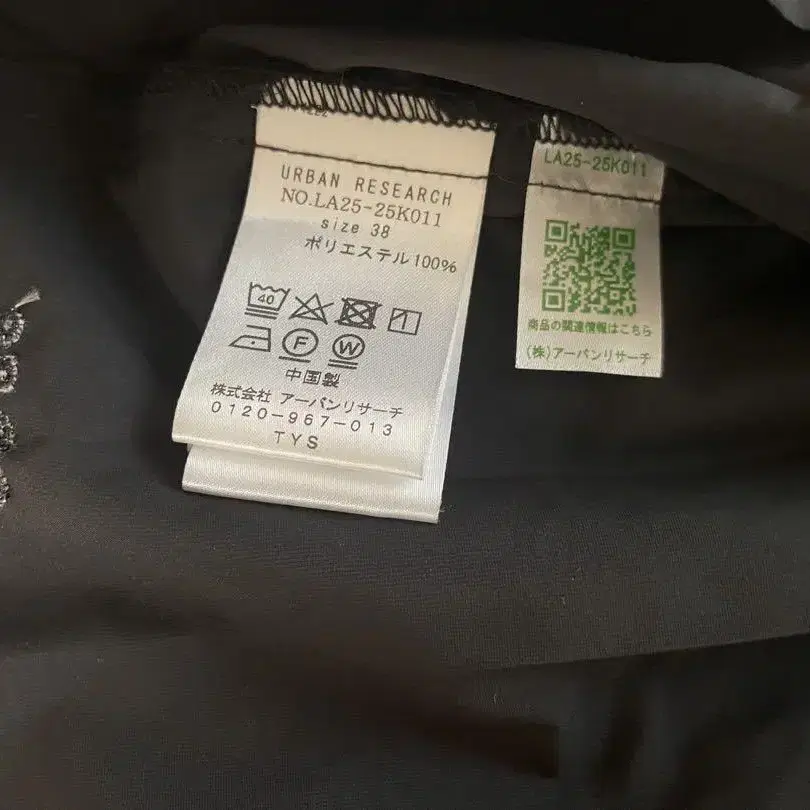 URBAN RESEARCH
NO.LA25-25K011
size 38
ポリエステル100%
40
F W
中国製
株式会社 アーバンリサーチ
0120-967-013
TYS
LA25-25K011
商品の関連情報はこちら
(株)アーバンリサーチ